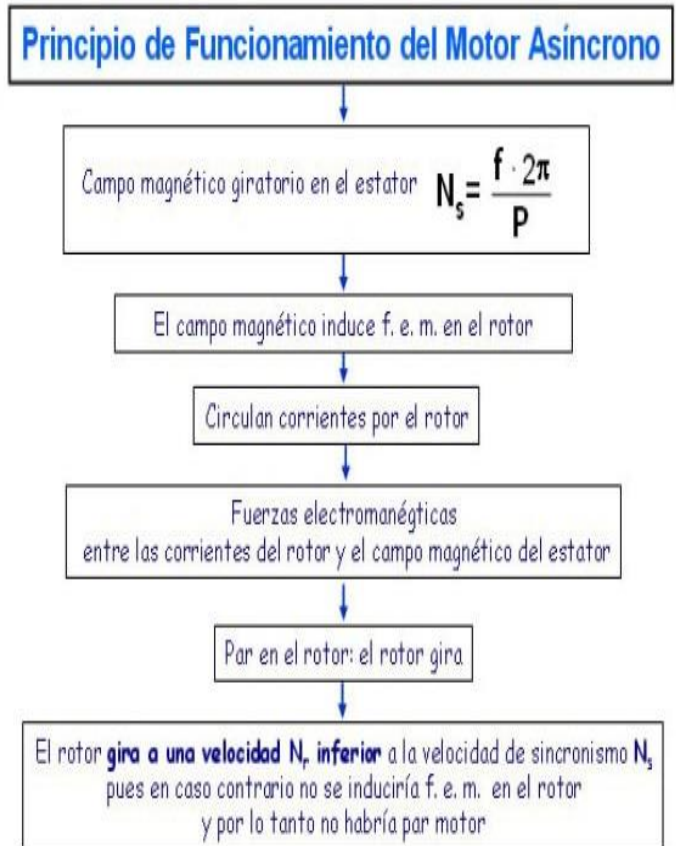 Principio de Funcionamiento del Motor Asíncrono
Campo magnético giratorio en el estator Nₛ = f · 2π / P
El campo magnético induce f. e. m. en el rotor
Circulan corrientes por el rotor
Fuerzas electromanégticas
entre las corrientes del rotor y el campo magnético del estator
Par en el rotor: el rotor gira
El rotor gira a una velocidad Nᵣ inferior a la velocidad de sincronismo Nₛ
pues en caso contrario no se induciría f. e. m. en el rotor
y por lo tanto no habría par motor